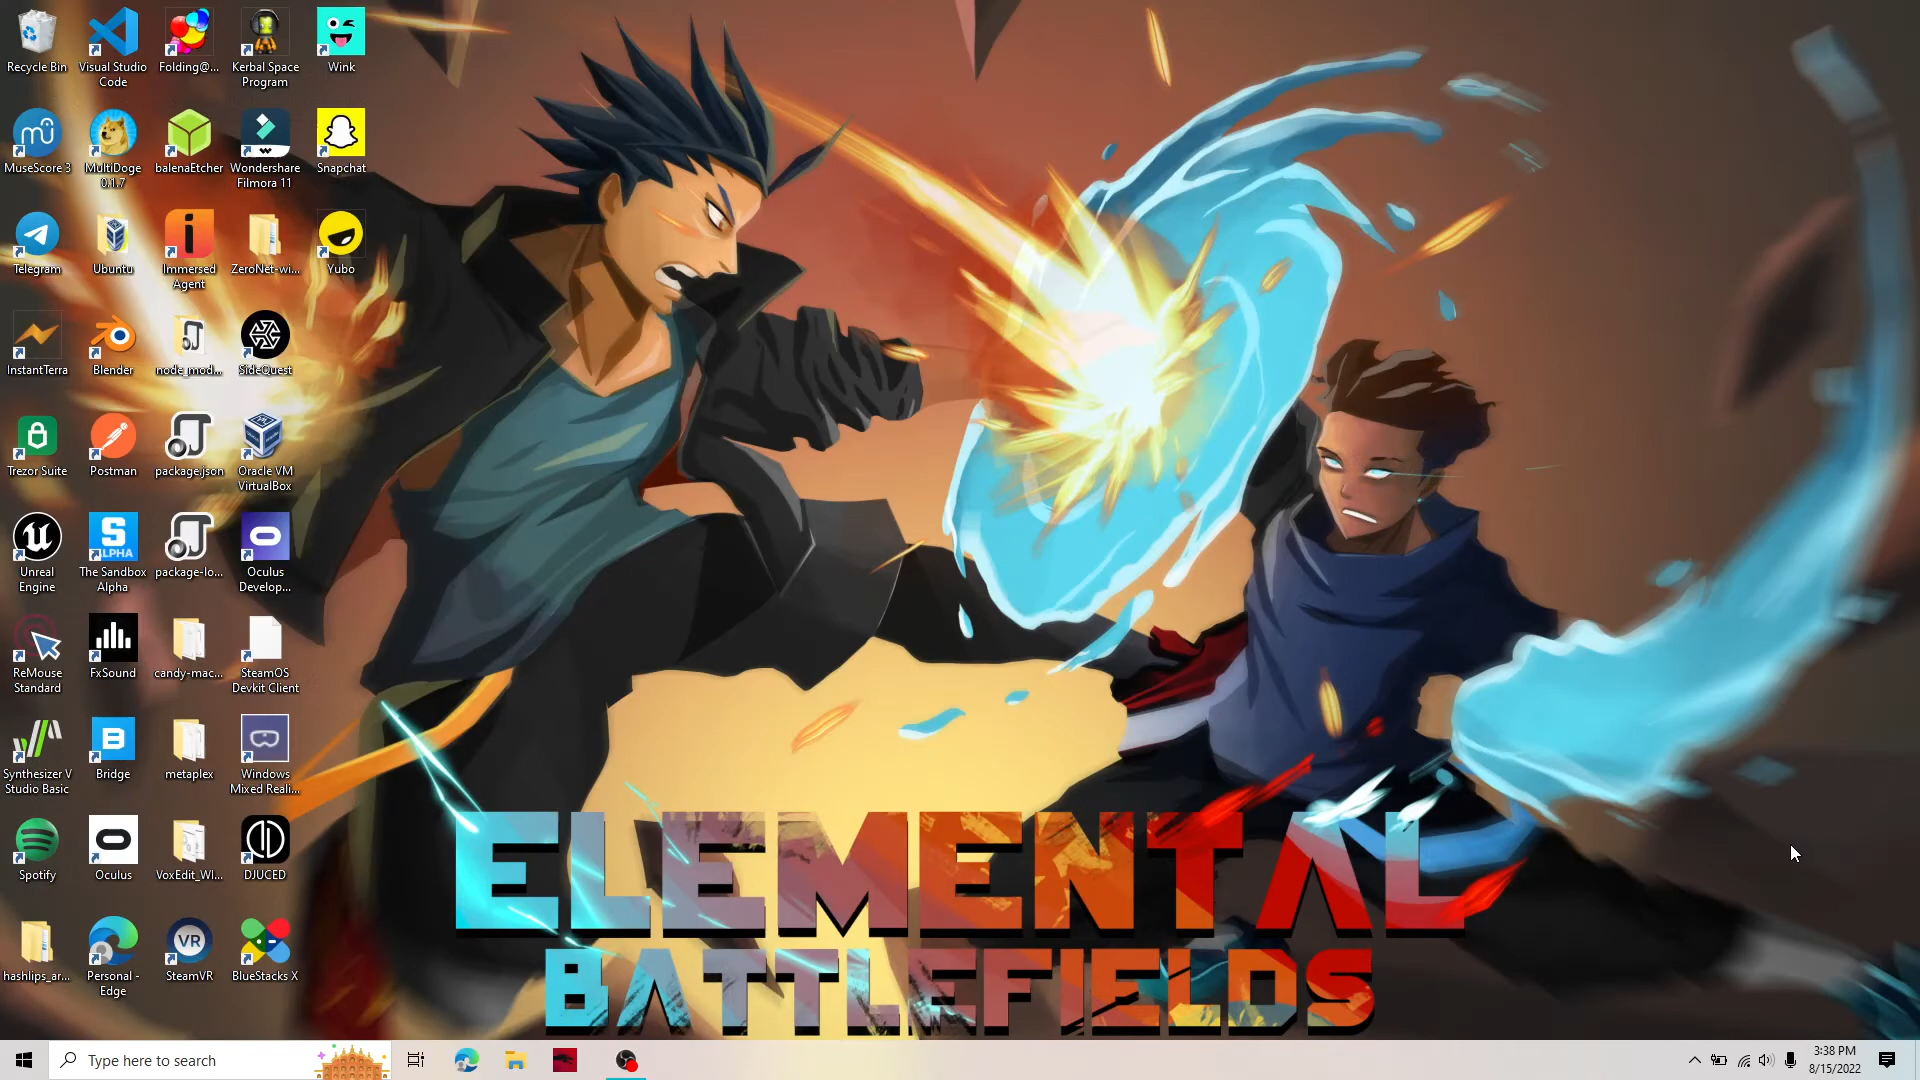 Recycle Bin
Visual Studio
Code
Folding@...
Kerbal Space
Program
Wink
MuseScore 3
MultiDoge
0.1.7
balenaEtcher
Wondershare
Filmora 11
Snapchat
Telegram
Ubuntu
Immersed
Agent
ZeroNet-wi...
Yubo
InstantTerra
Blender
node_mod...
SideQuest
Trezor Suite
Postman
package.json
Oracle VM
VirtualBox
Unreal
Engine
ALPHA
The Sandbox
Alpha
package-lo...
Oculus
Develop...
ReMouse
Standard
FxSound
candy-mac...
SteamOS
Devkit Client
Synthesizer V
Studio Basic
Bridge
metaplex
Windows
Mixed Reali...
Spotify
Oculus
VoxEdit_WI...
DJUCED
hashlips_ar...
Personal -
Edge
VR
SteamVR
BlueStacks X
ELEMENTAL
BATTLEFIELDS
Type here to search
3:38 PM
8/15/2022